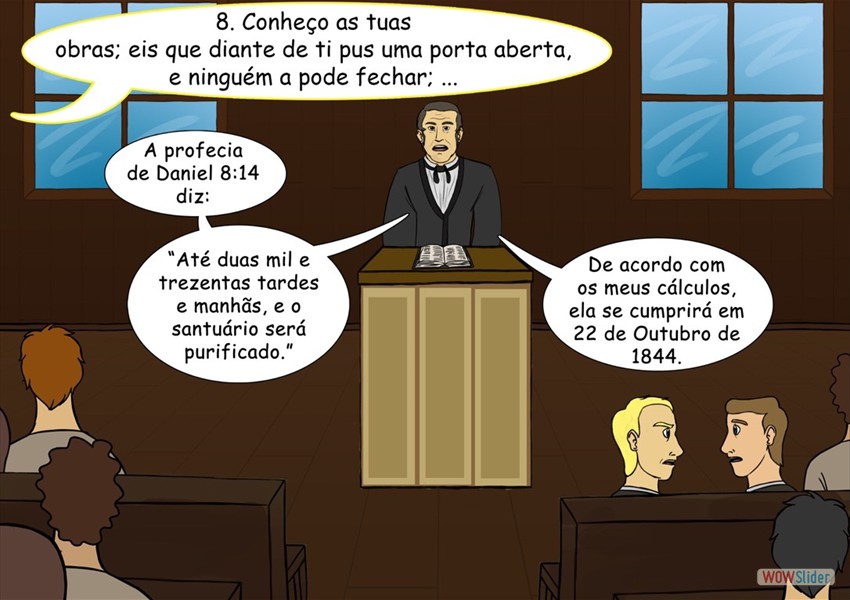 8. Conheço as tuas
obras; eis que diante de ti pus uma porta aberta,
e ninguém a pode fechar; ...
A profecia
de Daniel 8:14
diz:
“Até duas mil e
trezentas tardes
e manhãs, e o
santuário será
purificado.”
De acordo com
os meus cálculos,
ela se cumprirá em
22 de Outubro de
1844.
WOWSlider